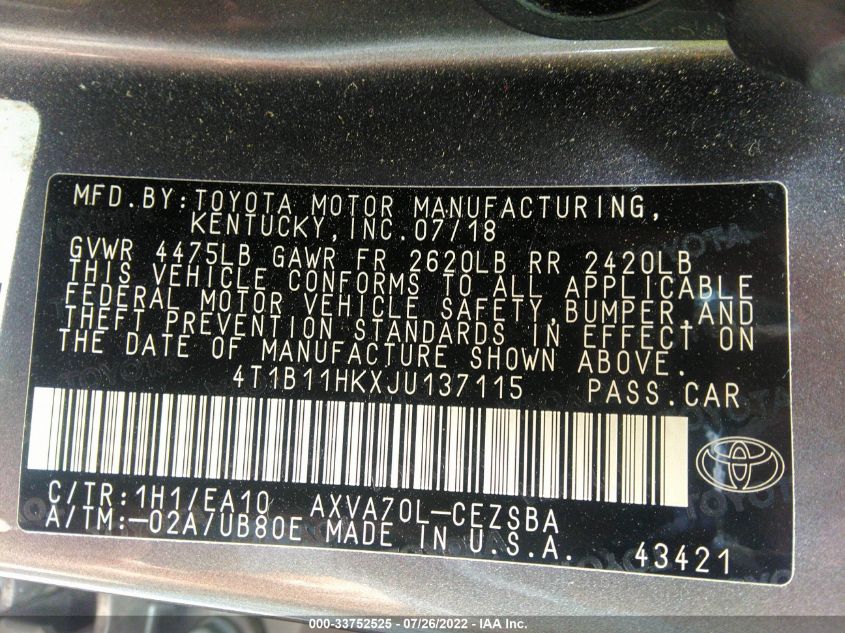 MFD.BY:TOYOTA MOTOR MANUFACTURING,
KENTUCKY, INC. 07/18
GVWR 4475LB GAWR FR 2620LB RR 2420LB
THIS VEHICLE CONFORMS TO ALL APPLICABLE
FEDERAL MOTOR VEHICLE SAFETY, BUMPER, AND
THEFT PREVENTION STANDARDS IN EFFECT ON
THE DATE OF MANUFACTURE SHOWN ABOVE.
4T1B11HKXJU137115 PASS.CAR
C/TR:1H1/EA10 AXVA70L-CEZSBA
A/TM:-02A/UB80E MADE IN U.S.A. 43421
000-33752525 | 07/26/2022 - IAA Inc.